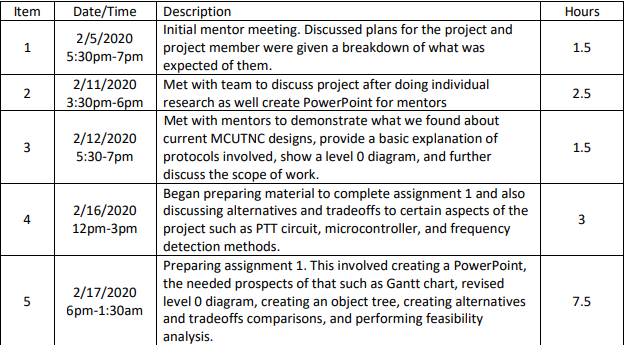 Item Date/Time Description Hours
1 2/5/2020 5:30pm-7pm Initial mentor meeting. Discussed plans for the project and
project member were given a breakdown of what was
expected of them. 1.5
2 2/11/2020 3:30pm-6pm Met with team to discuss project after doing individual
research as well create PowerPoint for mentors 2.5
3 2/12/2020 5:30-7pm Met with mentors to demonstrate what we found about
current MCUTNC designs, provide a basic explanation of
protocols involved, show a level 0 diagram, and further
discuss the scope of work. 1.5
4 2/16/2020 12pm-3pm Began preparing material to complete assignment 1 and also
discussing alternatives and tradeoffs to certain aspects of the
project such as PTT circuit, microcontroller, and frequency
detection methods. 3
5 2/17/2020 6pm-1:30am Preparing assignment 1. This involved creating a PowerPoint,
the needed prospects of that such as Gantt chart, revised
level 0 diagram, creating an object tree, creating alternatives
and tradeoffs comparisons, and performing feasibility
analysis. 7.5